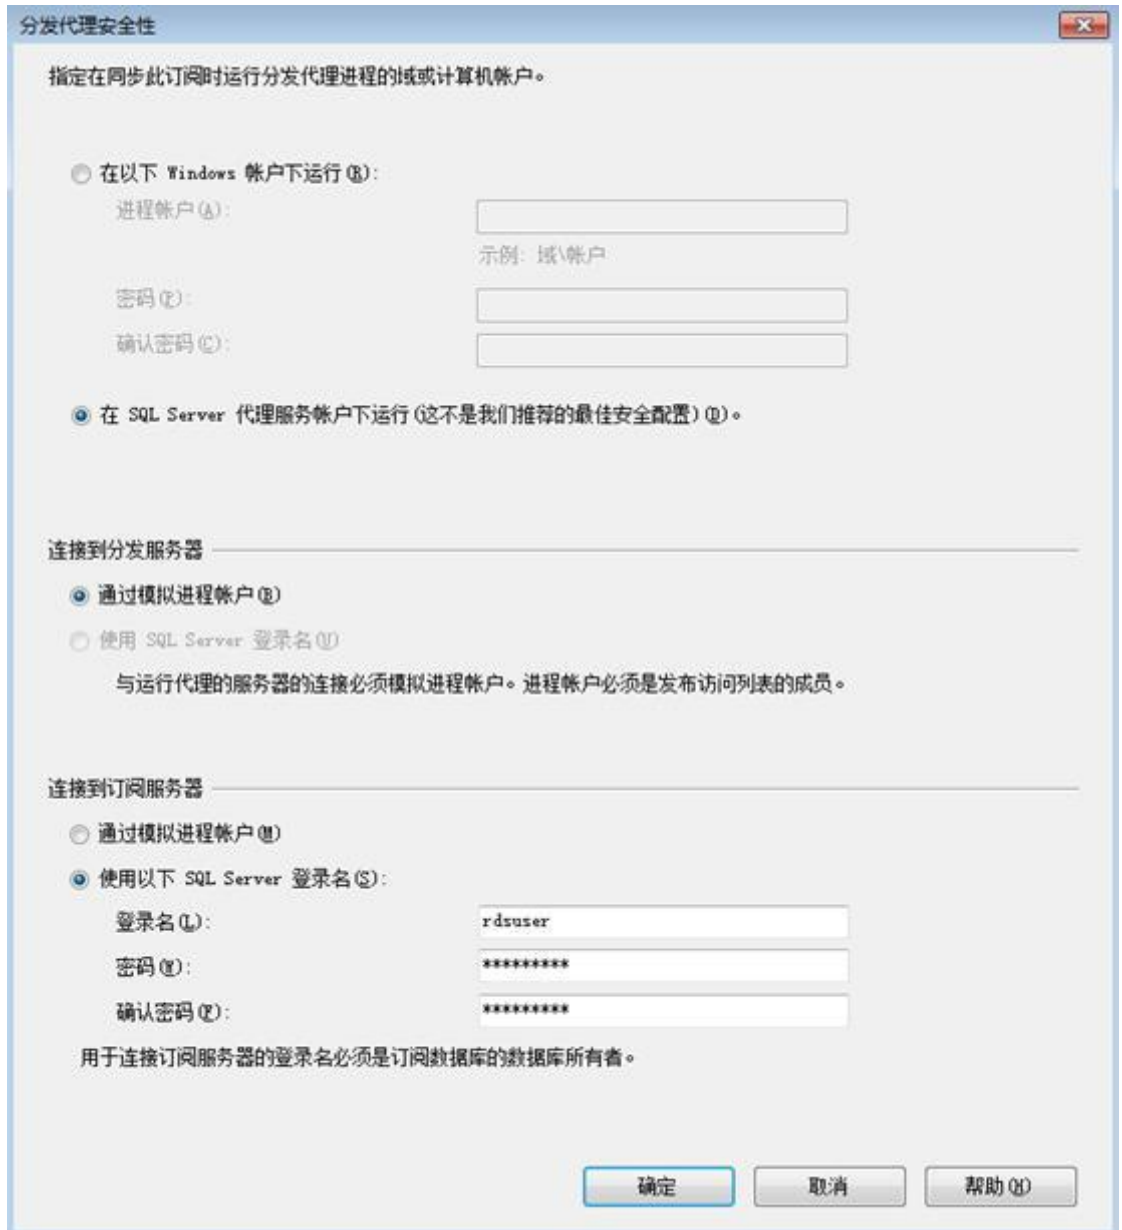 分发代理安全性
指定在同步此订阅时运行分发代理进程的域或计算机帐户。
在以下 Windows 帐户下运行(R):
进程帐户(A):
示例: 域\帐户
密码(P):
确认密码(C):
在 SQL Server 代理服务帐户下运行(这不是我们推荐的最佳安全配置)(D)。
连接到分发服务器
通过模拟进程帐户(B)
使用 SQL Server 登录名(U)
与运行代理的服务器的连接必须模拟进程帐户。进程帐户必须是发布访问列表的成员。
连接到订阅服务器
通过模拟进程帐户(M)
使用以下 SQL Server 登录名(S):
登录名(L): rdsuser
密码(W): *********
确认密码(F): *********
用于连接订阅服务器的登录名必须是订阅数据库的数据库所有者。
确定 取消 帮助(H)